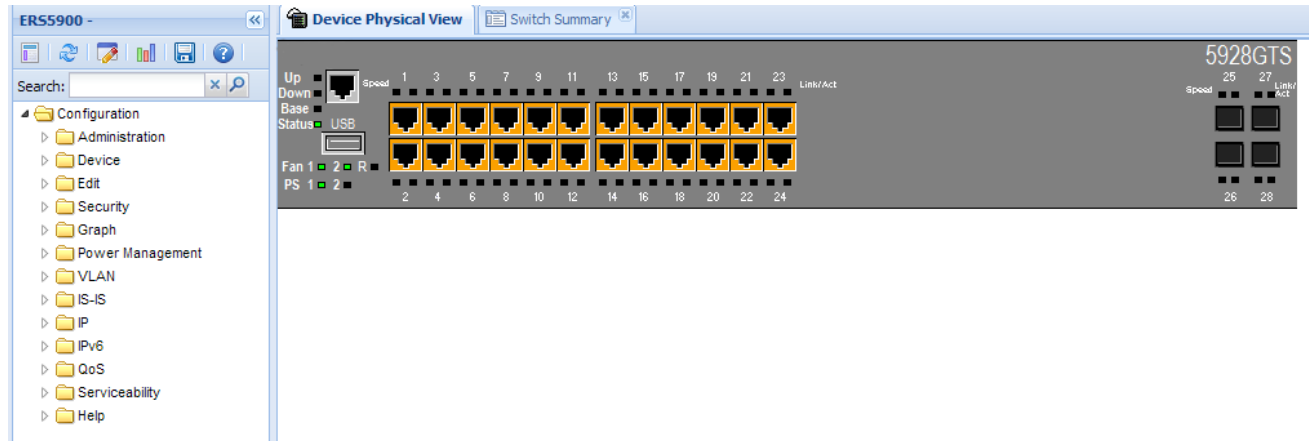 ERS5900 -
Device Physical View
Switch Summary
Search:
Configuration
Administration
Device
Edit
Security
Graph
Power Management
VLAN
IS-IS
IP
IPv6
QoS
Serviceability
Help
5928GTS
Up
Down
Base
Status
USB
Speed 1 3 5 7 9 11 13 15 17 19 21 23 Link/Act
Speed 25 27 Link/Act
Fan 1 2 R
PS 1 2
2 4 6 8 10 12 14 16 18 20 22 24
26 28